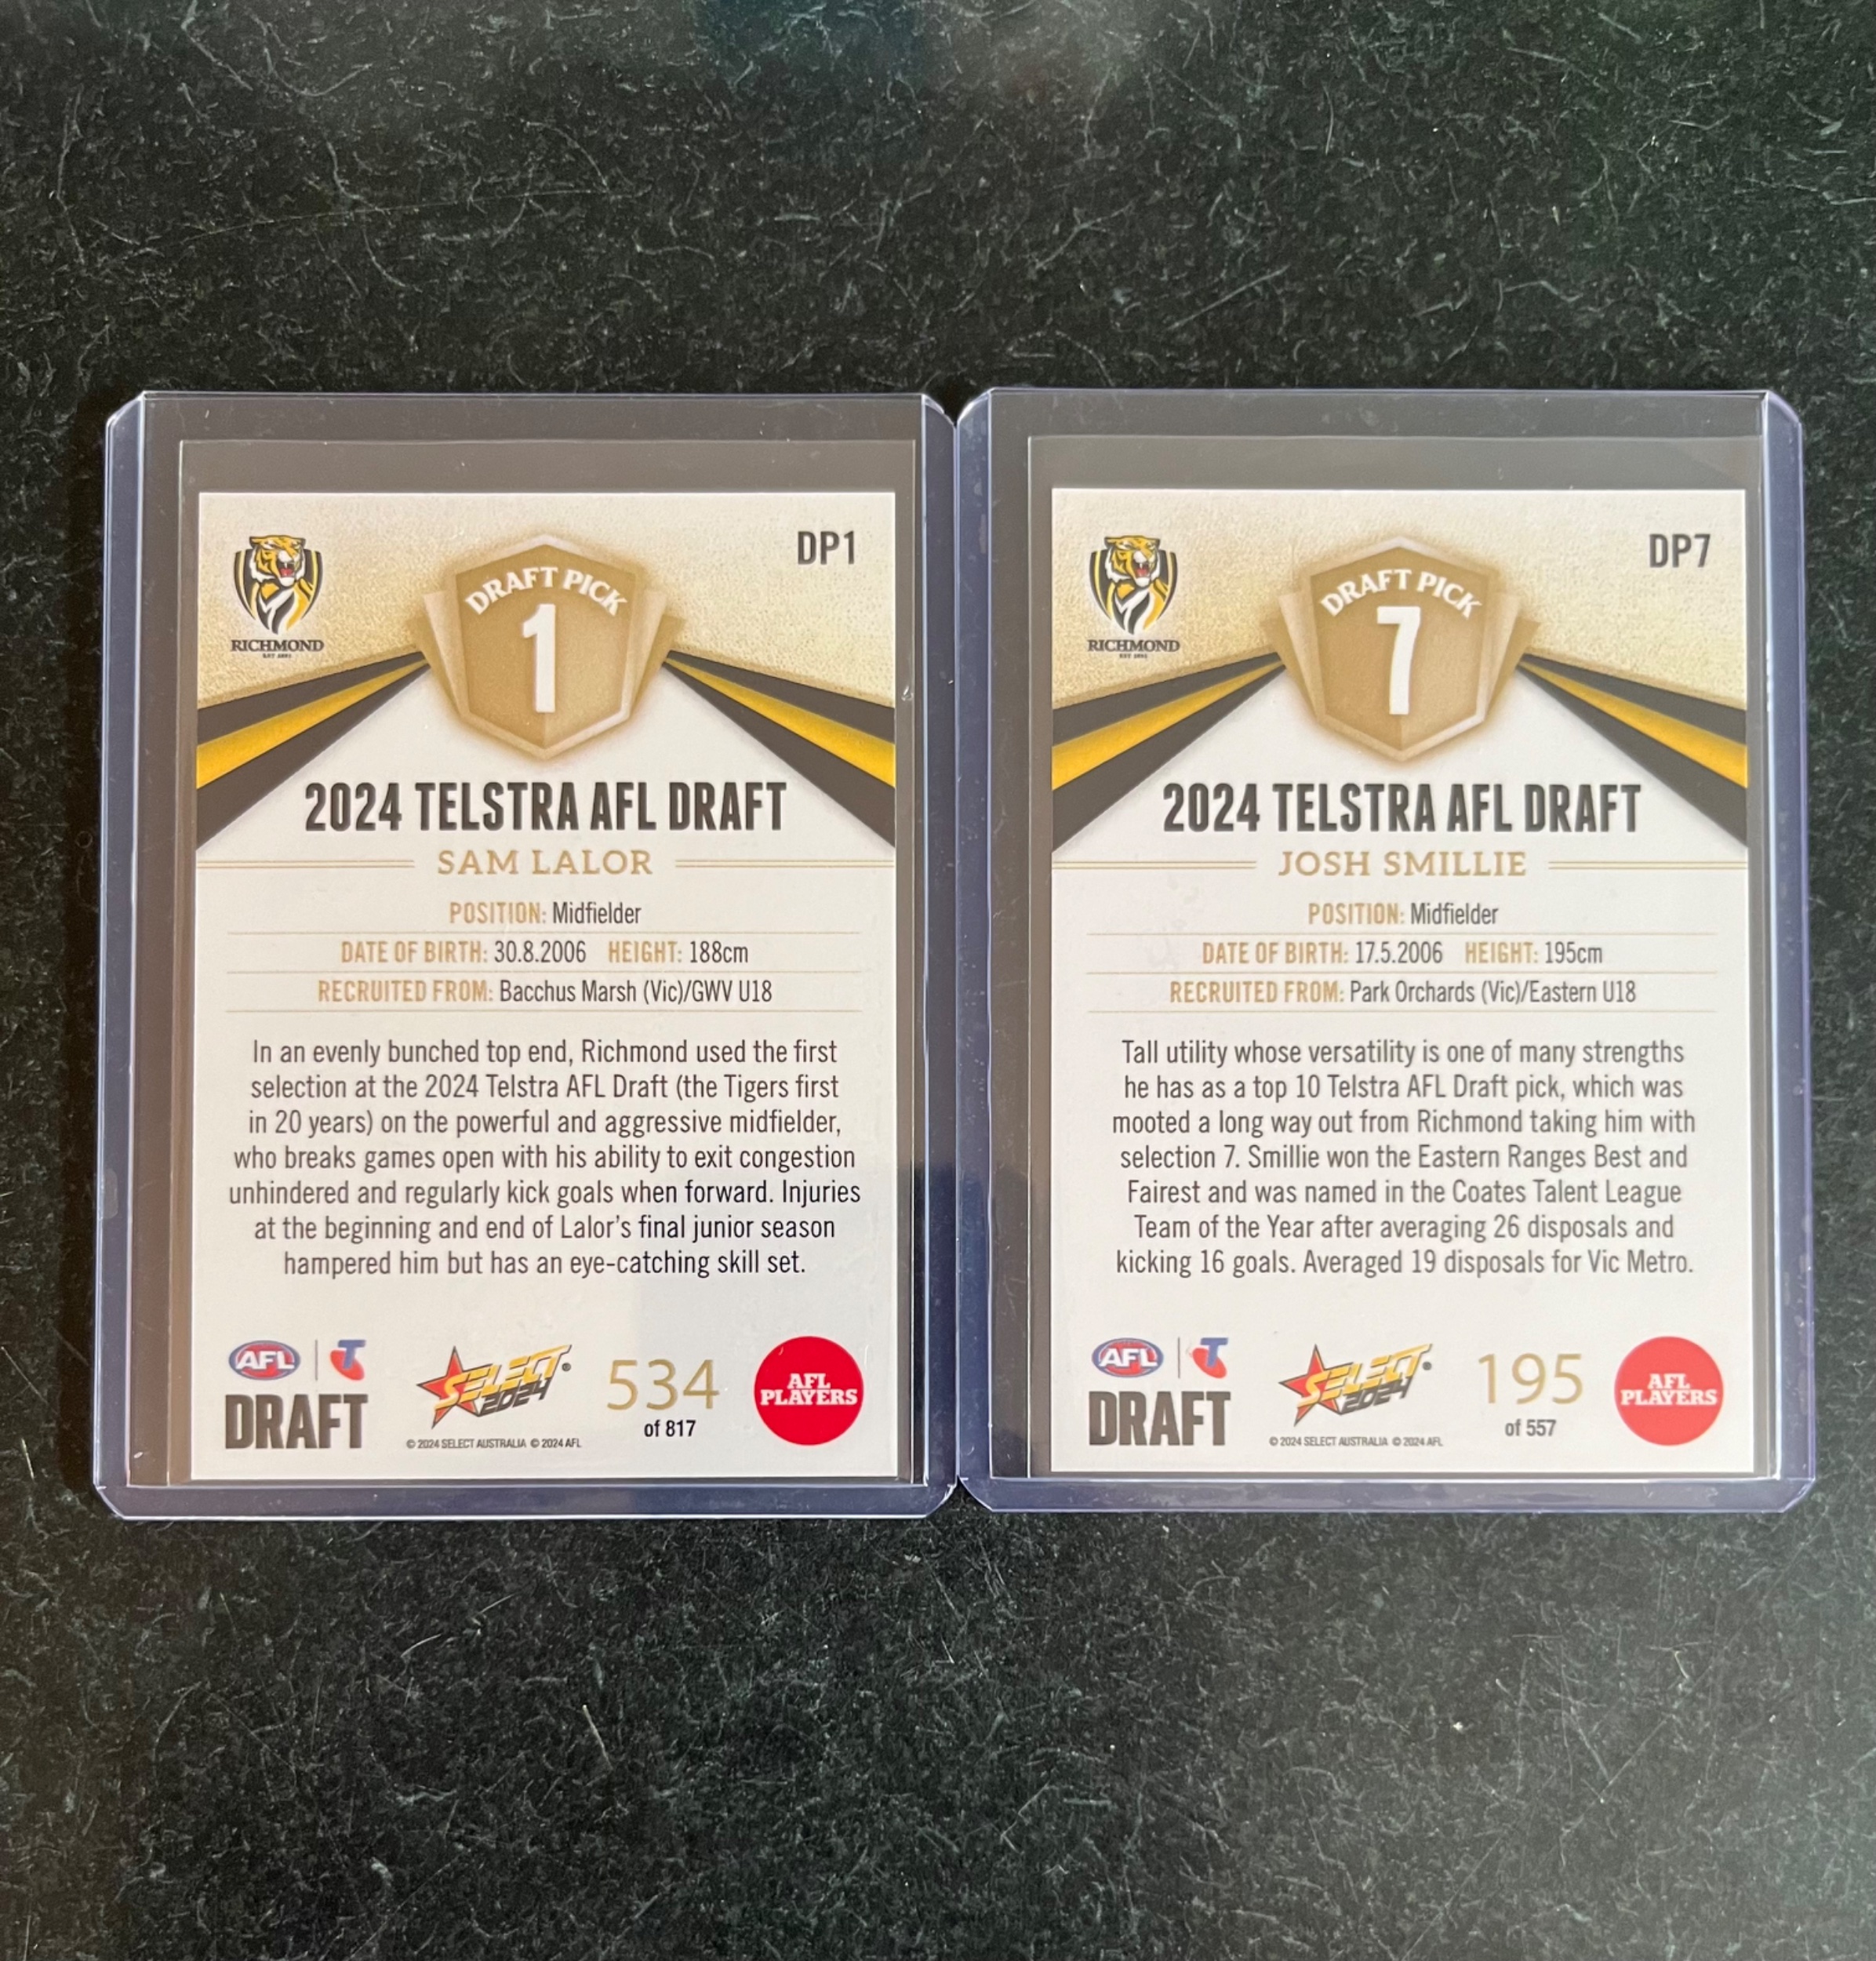 RICHMOND
DRAFT PICK
1
DP1
2024 TELSTRA AFL DRAFT
SAM LALOR
POSITION: Midfielder
DATE OF BIRTH: 30.8.2006 HEIGHT: 188cm
RECRUITED FROM: Bacchus Marsh (Vic)/GWV U18
In an evenly bunched top end, Richmond used the first
selection at the 2024 Telstra AFL Draft (the Tigers first
in 20 years) on the powerful and aggressive midfielder,
who breaks games open with his ability to exit congestion
unhindered and regularly kick goals when forward. Injuries
at the beginning and end of Lalor's final junior season
hampered him but has an eye-catching skill set.
AFL T
DRAFT
SELECT®
2024
© 2024 SELECT AUSTRALIA © 2024 AFL
534
of 817
AFL
PLAYERS
RICHMOND
DRAFT PICK
7
DP7
2024 TELSTRA AFL DRAFT
JOSH SMILLIE
POSITION: Midfielder
DATE OF BIRTH: 17.5.2006 HEIGHT: 195cm
RECRUITED FROM: Park Orchards (Vic)/Eastern U18
Tall utility whose versatility is one of many strengths
he has as a top 10 Telstra AFL Draft pick, which was
mooted a long way out from Richmond taking him with
selection 7. Smillie won the Eastern Ranges Best and
Fairest and was named in the Coates Talent League
Team of the Year after averaging 26 disposals and
kicking 16 goals. Averaged 19 disposals for Vic Metro.
AFL T
DRAFT
SELECT®
2024
© 2024 SELECT AUSTRALIA © 2024 AFL
195
of 557
AFL
PLAYERS